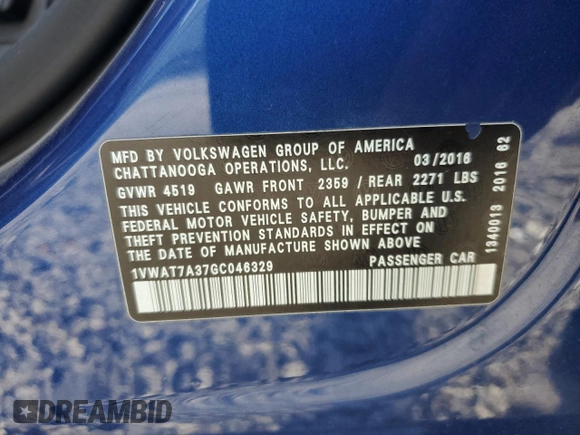 MFD BY VOLKSWAGEN GROUP OF AMERICA
CHATTANOOGA OPERATIONS, LLC. 03/2016
GVWR 4519 GAWR FRONT 2359 / REAR 2271 LBS
THIS VEHICLE CONFORMS TO ALL APPLICABLE U.S.
FEDERAL MOTOR VEHICLE SAFETY, BUMPER AND
THEFT PREVENTION STANDARDS IN EFFECT ON
THE DATE OF MANUFACTURE SHOWN ABOVE
1VWAT7A37GC046329 PASSENGER CAR
1340013 2016 62
DREAMBID